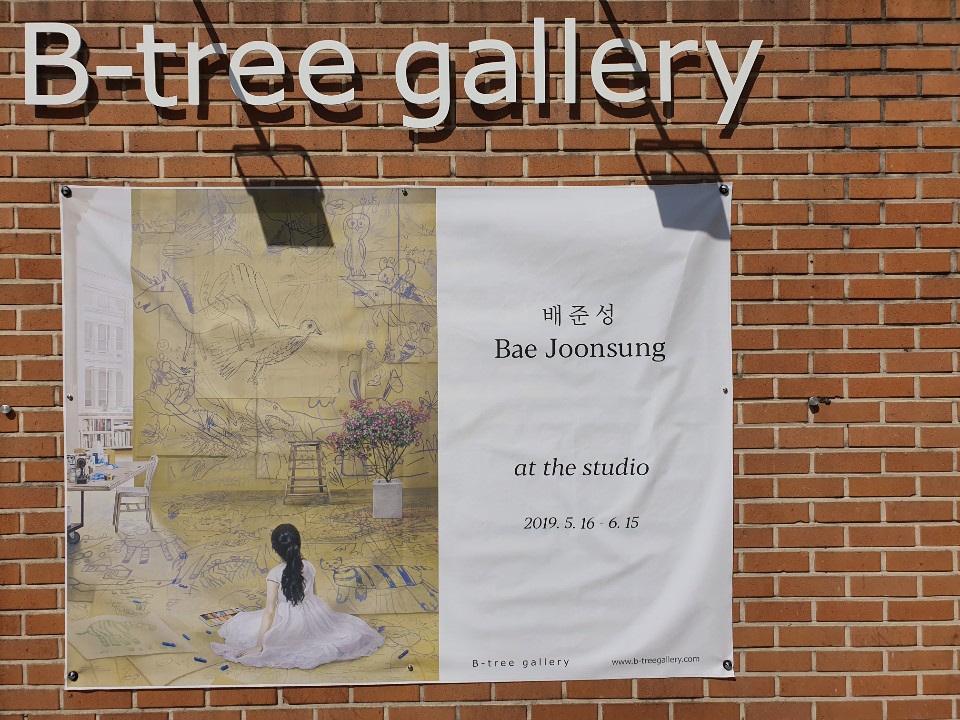 B-tree gallery
배준성
Bae Joonsung
at the studio
2019. 5. 16 - 6. 15
B-tree gallery
www.b-treegallery.com